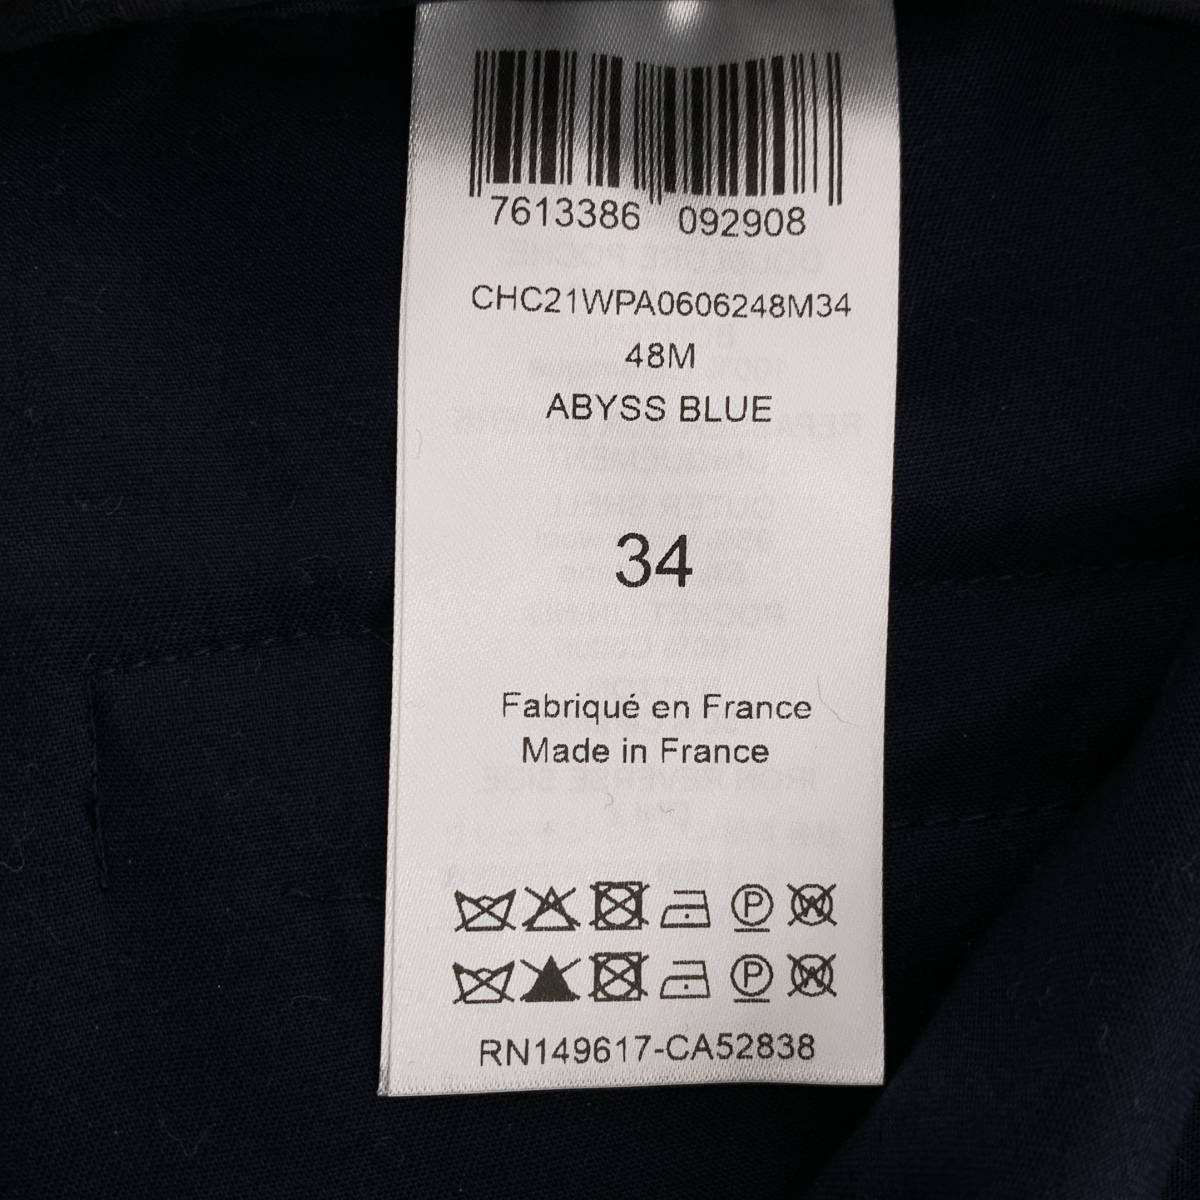 7613386 092908
CHC21WPA0606248M34
48M
ABYSS BLUE
34
Fabriqué en France
Made in France
P W
P W
RN149617-CA52838